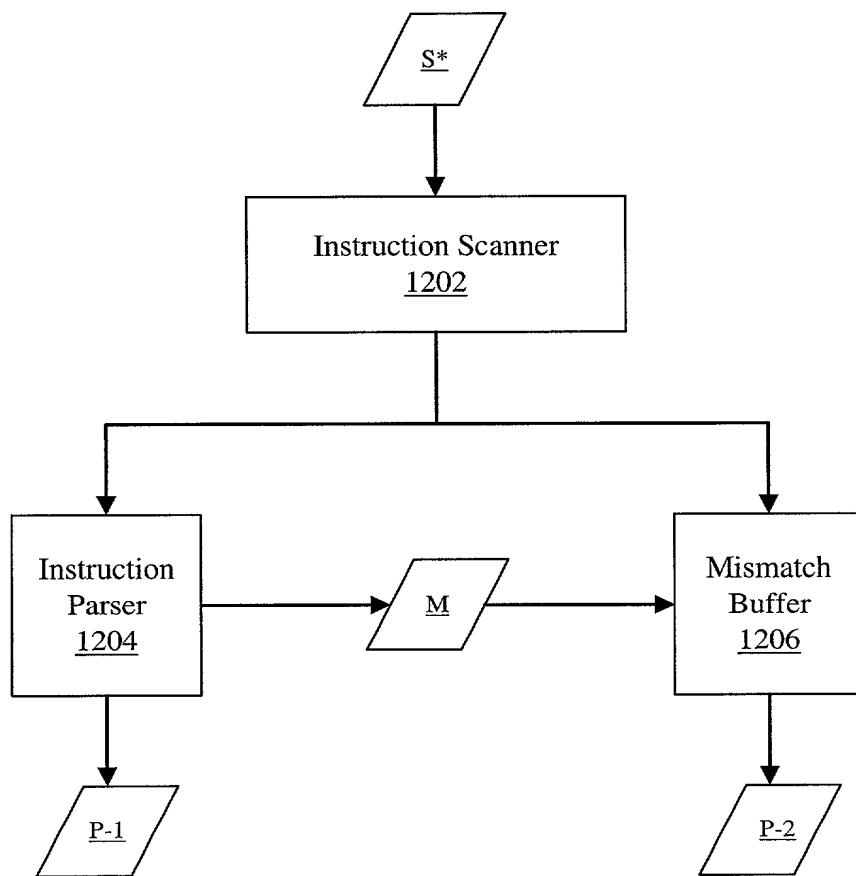 S*
Instruction Scanner
1202
Instruction
Parser
1204
M
Mismatch
Buffer
1206
P-1
P-2